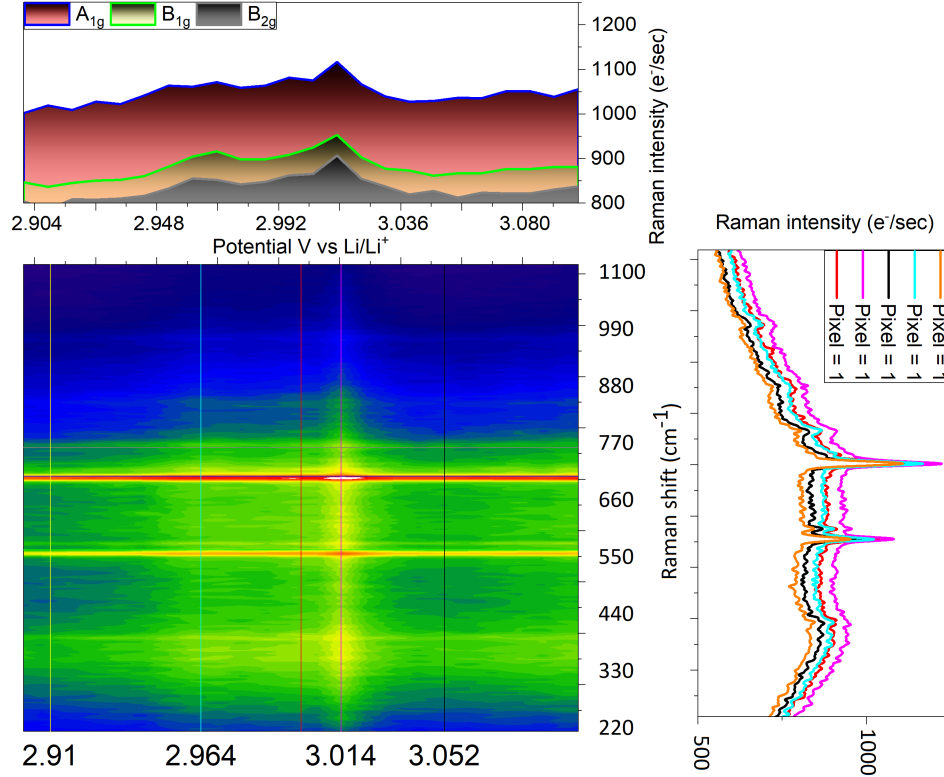 A1g B1g B2g
1250
1200
1100
1000
900
800
Raman intensity (e⁻/sec)
2.904 2.948 2.992 3.036 3.080
Potential V vs Li/Li⁺
1100
990
880
770
660
550
440
330
220
Raman shift (cm⁻¹)
2.91 2.964 3.014 3.052
Raman intensity (e⁻/sec)
Pixel = 1
Pixel = 1
Pixel = 1
Pixel = 1
Pixel = 1
500 1000